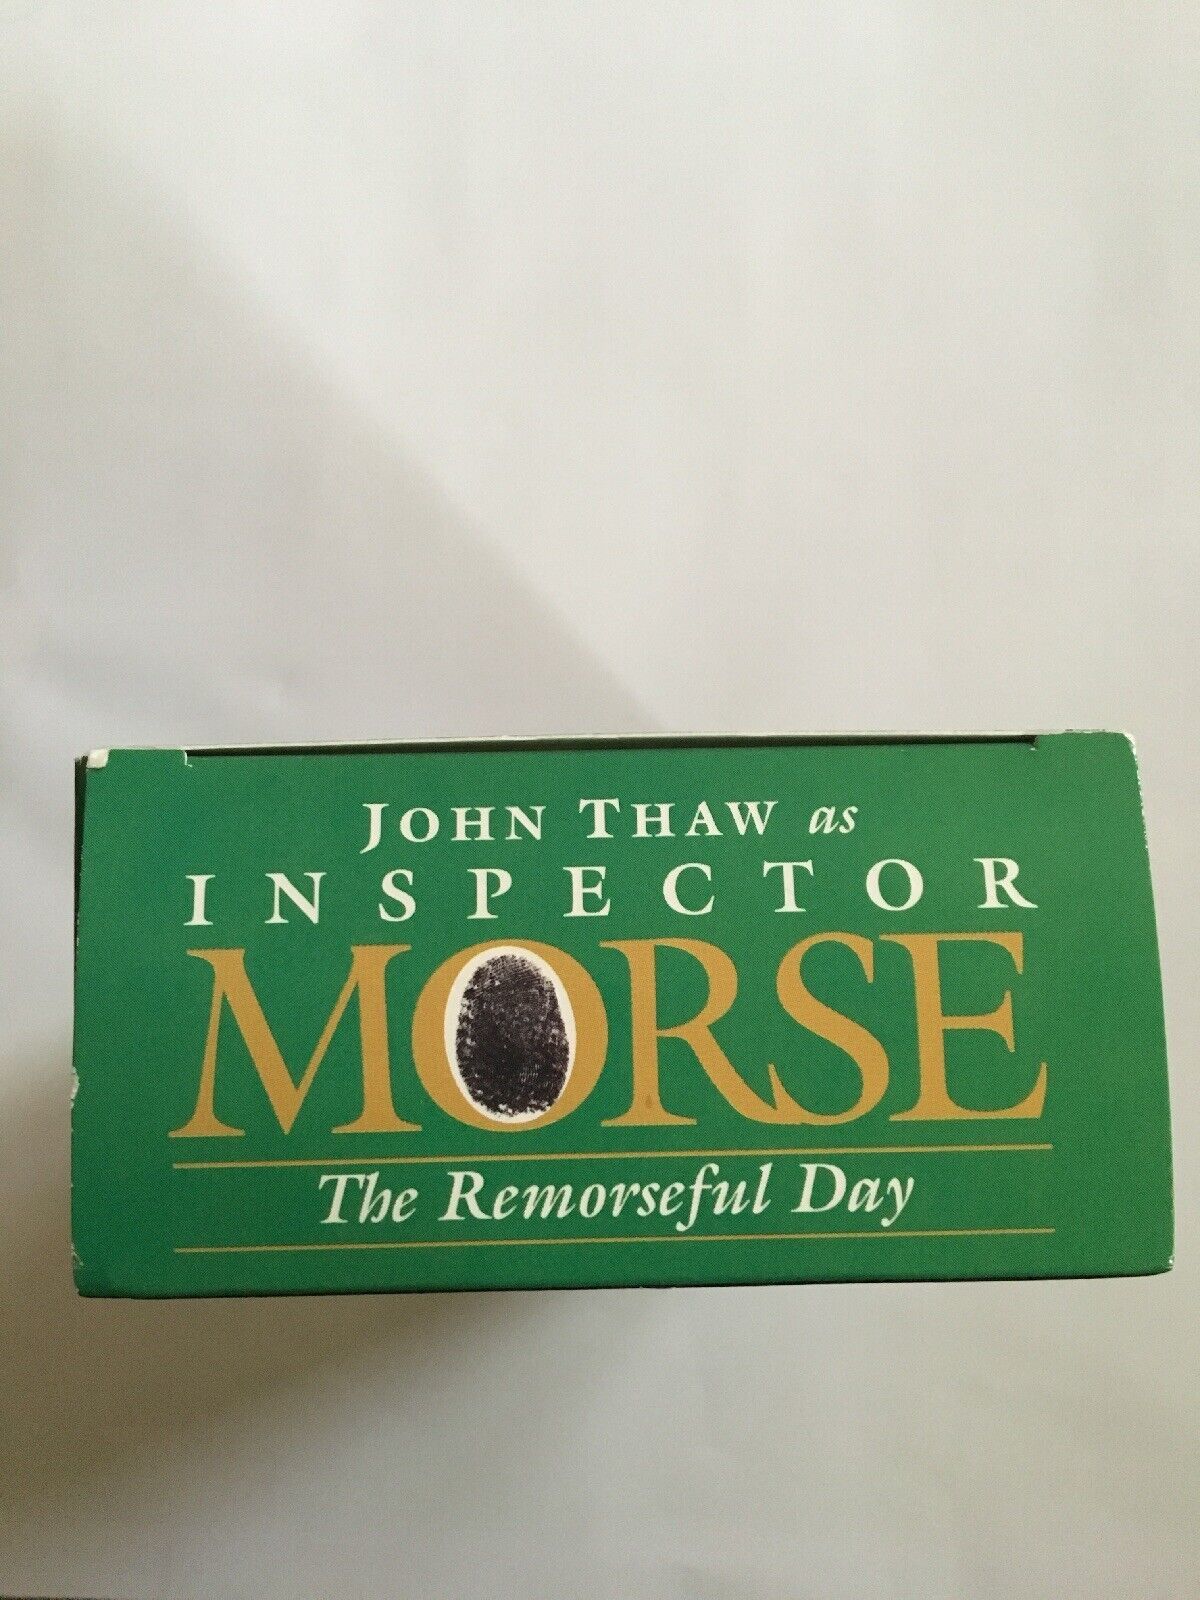 JOHN THAW as
INSPECTOR
MORSE
The Remorseful Day